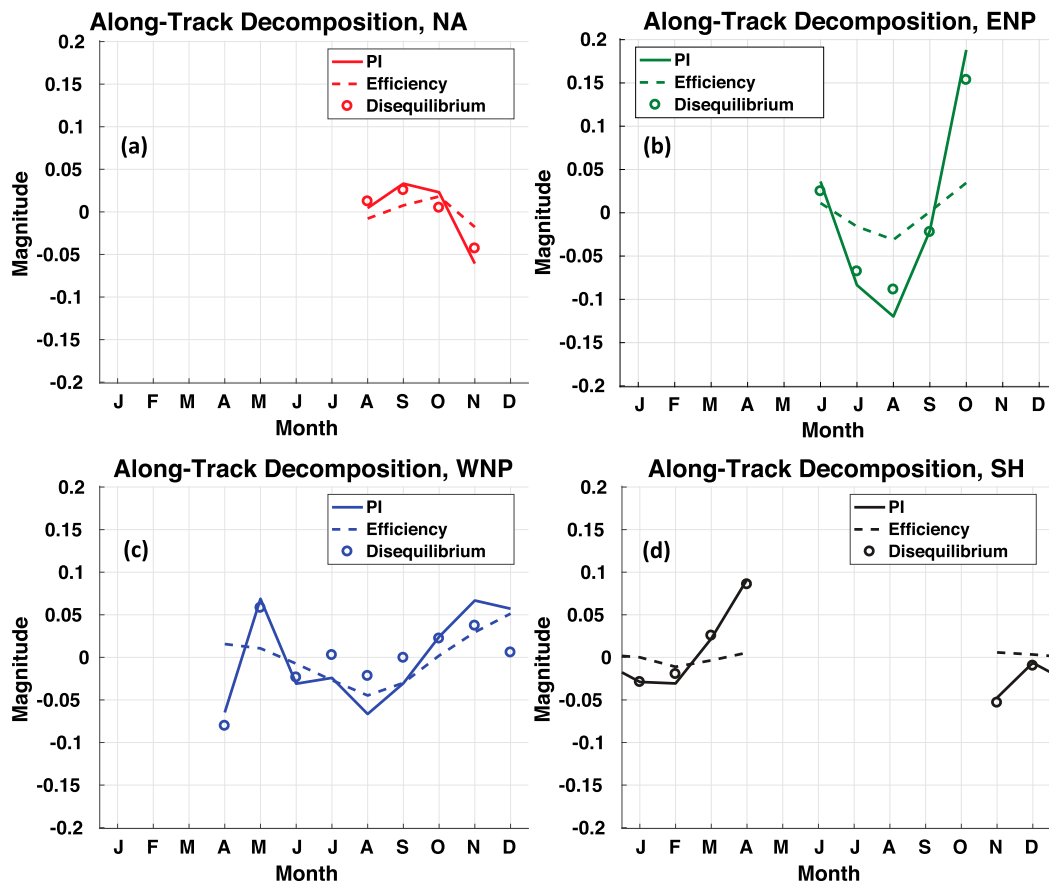 Along-Track Decomposition, NA
0.2
0.15
0.1
0.05
0
-0.05
-0.1
-0.15
-0.2
Magnitude
(a)
PI
Efficiency
Disequilibrium
J F M A M J J A S O N D
Month
Along-Track Decomposition, ENP
0.2
0.15
0.1
0.05
0
-0.05
-0.1
-0.15
-0.2
Magnitude
PI
Efficiency
Disequilibrium
(b)
J F M A M J J A S O N D
Month
Along-Track Decomposition, WNP
0.2
0.15
0.1
0.05
0
-0.05
-0.1
-0.15
-0.2
Magnitude
(c)
PI
Efficiency
Disequilibrium
J F M A M J J A S O N D
Month
Along-Track Decomposition, SH
0.2
0.15
0.1
0.05
0
-0.05
-0.1
-0.15
-0.2
Magnitude
(d)
PI
Efficiency
Disequilibrium
J F M A M J J A S O N D
Month